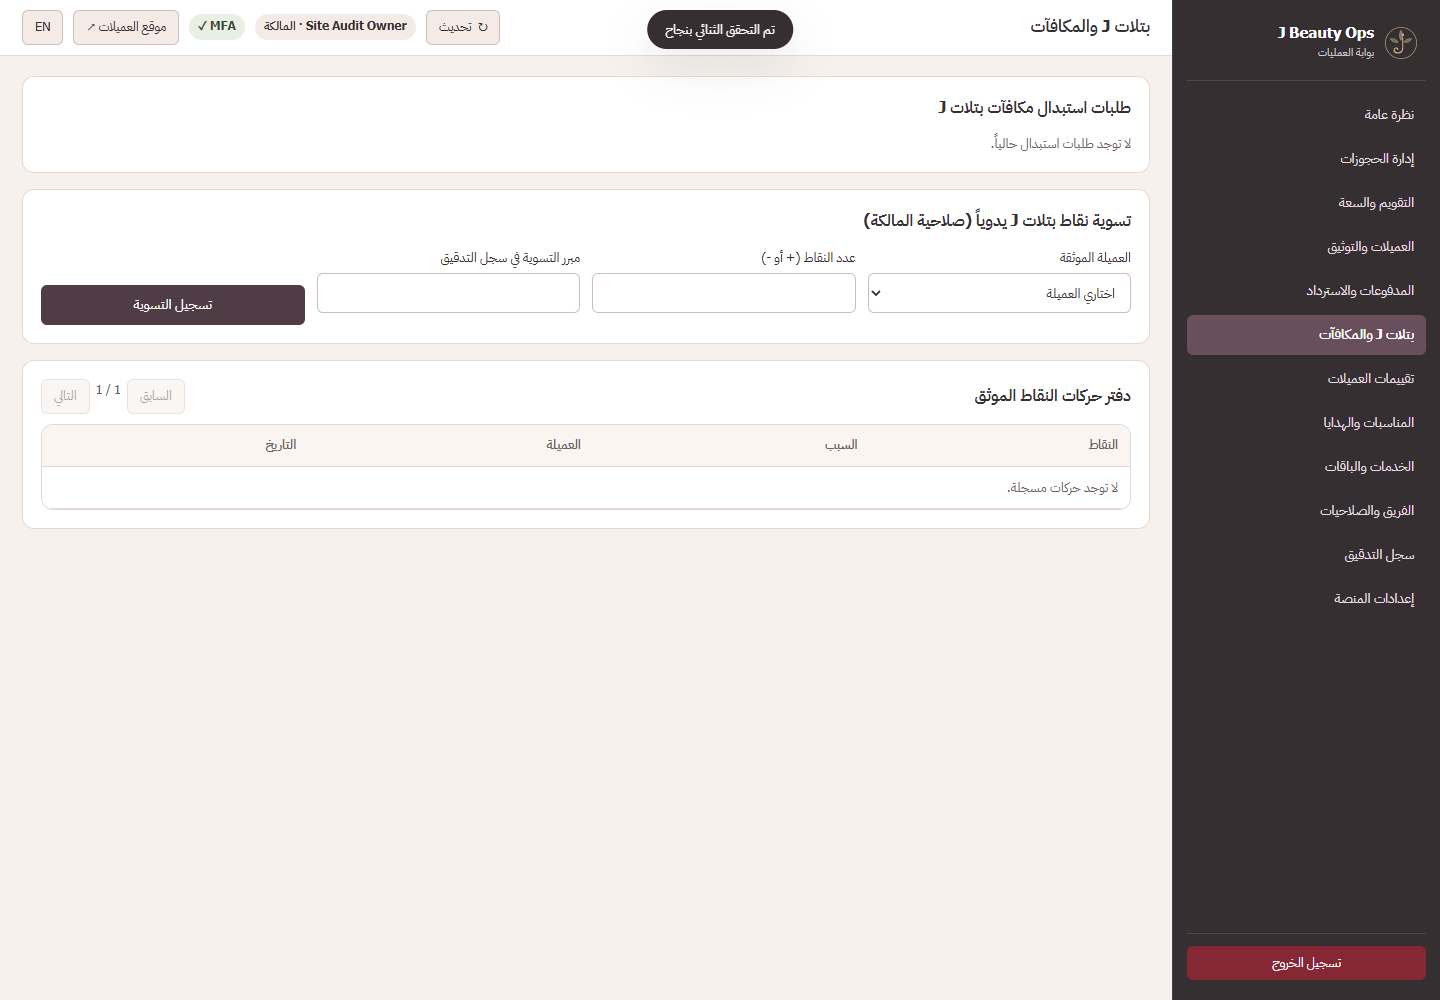 J Beauty Ops
بوابة العمليات
نظرة عامة
إدارة الحجوزات
التقويم والسعة
العميلات والتوثيق
المدفوعات والاسترداد
بتلات J والمكافآت
تقييمات العميلات
المناسبات والهدايا
الخدمات والباقات
الفريق والصلاحيات
سجل التدقيق
إعدادات المنصة
تسجيل الخروج
بتلات J والمكافآت
تم التحقق الثنائي بنجاح
↻ تحديث
Site Audit Owner · المالكة
MFA ✓
موقع العميلات ↗
EN
طلبات استبدال مكافآت بتلات J
لا توجد طلبات استبدال حالياً.
تسوية نقاط بتلات J يدوياً (صلاحية المالكة)
العميلة الموثقة
اختاري العميلة
عدد النقاط (+ أو -)
مبرر التسوية في سجل التدقيق
تسجيل التسوية
دفتر حركات النقاط الموثق
السابق
1 / 1
التالي
النقاط السبب العميلة التاريخ
لا توجد حركات مسجلة.